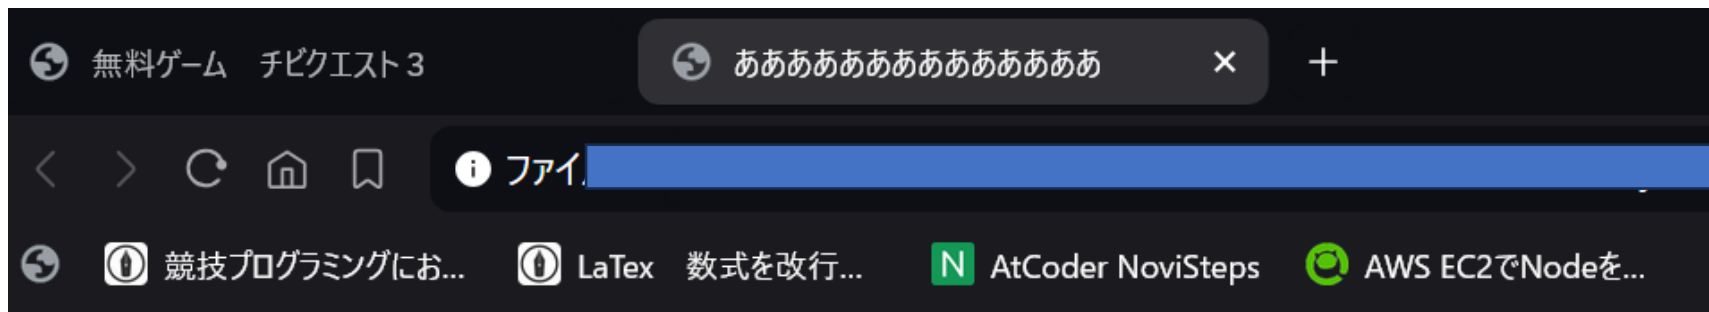 無料ゲーム　チビクエスト 3
ああああああああああああああ
ファイ
競技プログラミングにお...
LaTex　数式を改行...
N AtCoder NoviSteps
AWS EC2でNodeを...